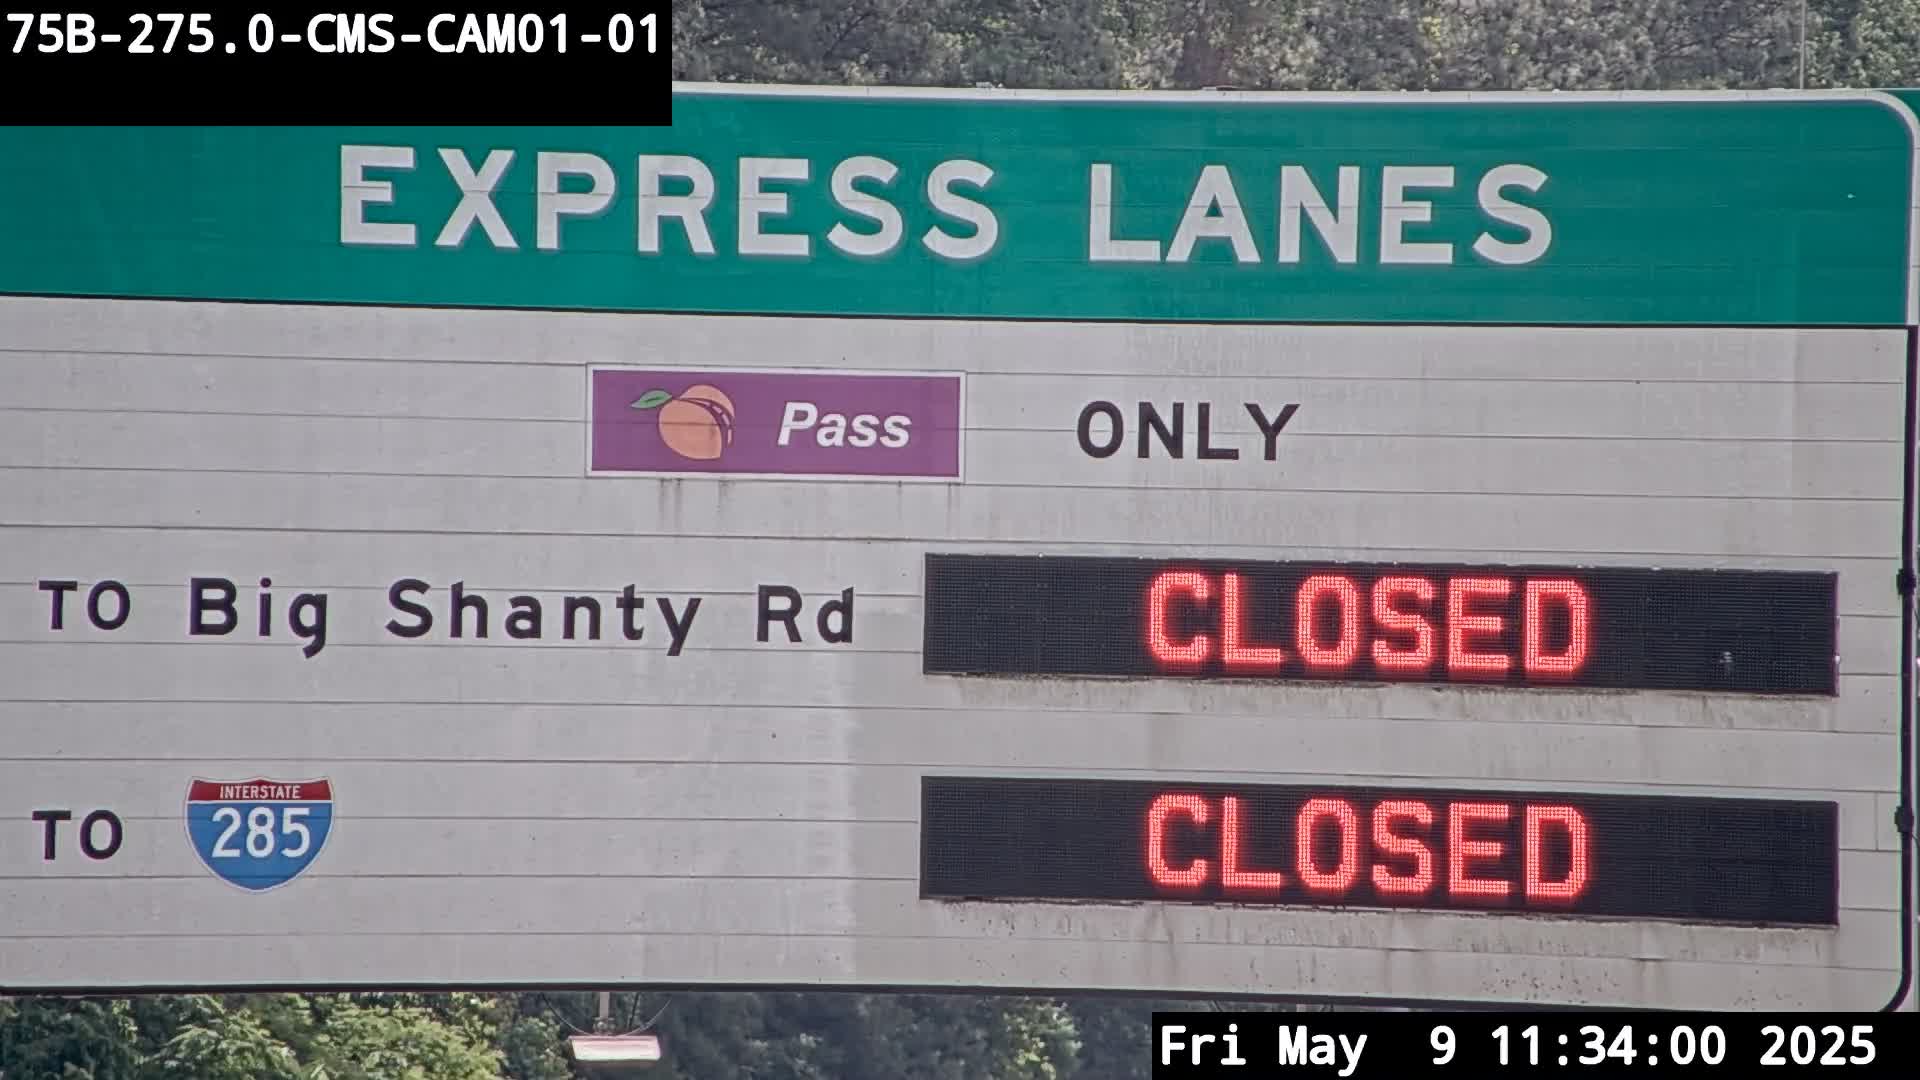 75B-275.0-CMS-CAM01-01
EXPRESS LANES
Pass ONLY
TO Big Shanty Rd CLOSED
INTERSTATE
TO 285 CLOSED
Fri May 9 11:34:00 2025